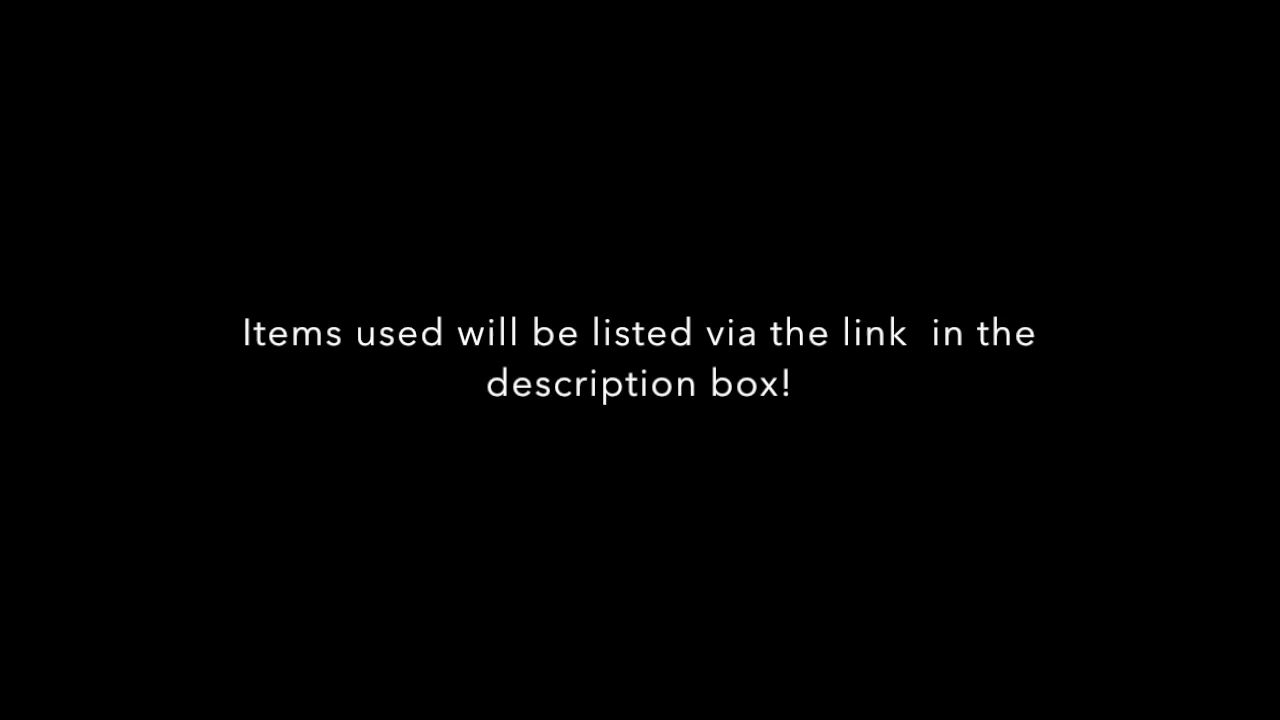 Items used will be listed via the link  in the
description box!